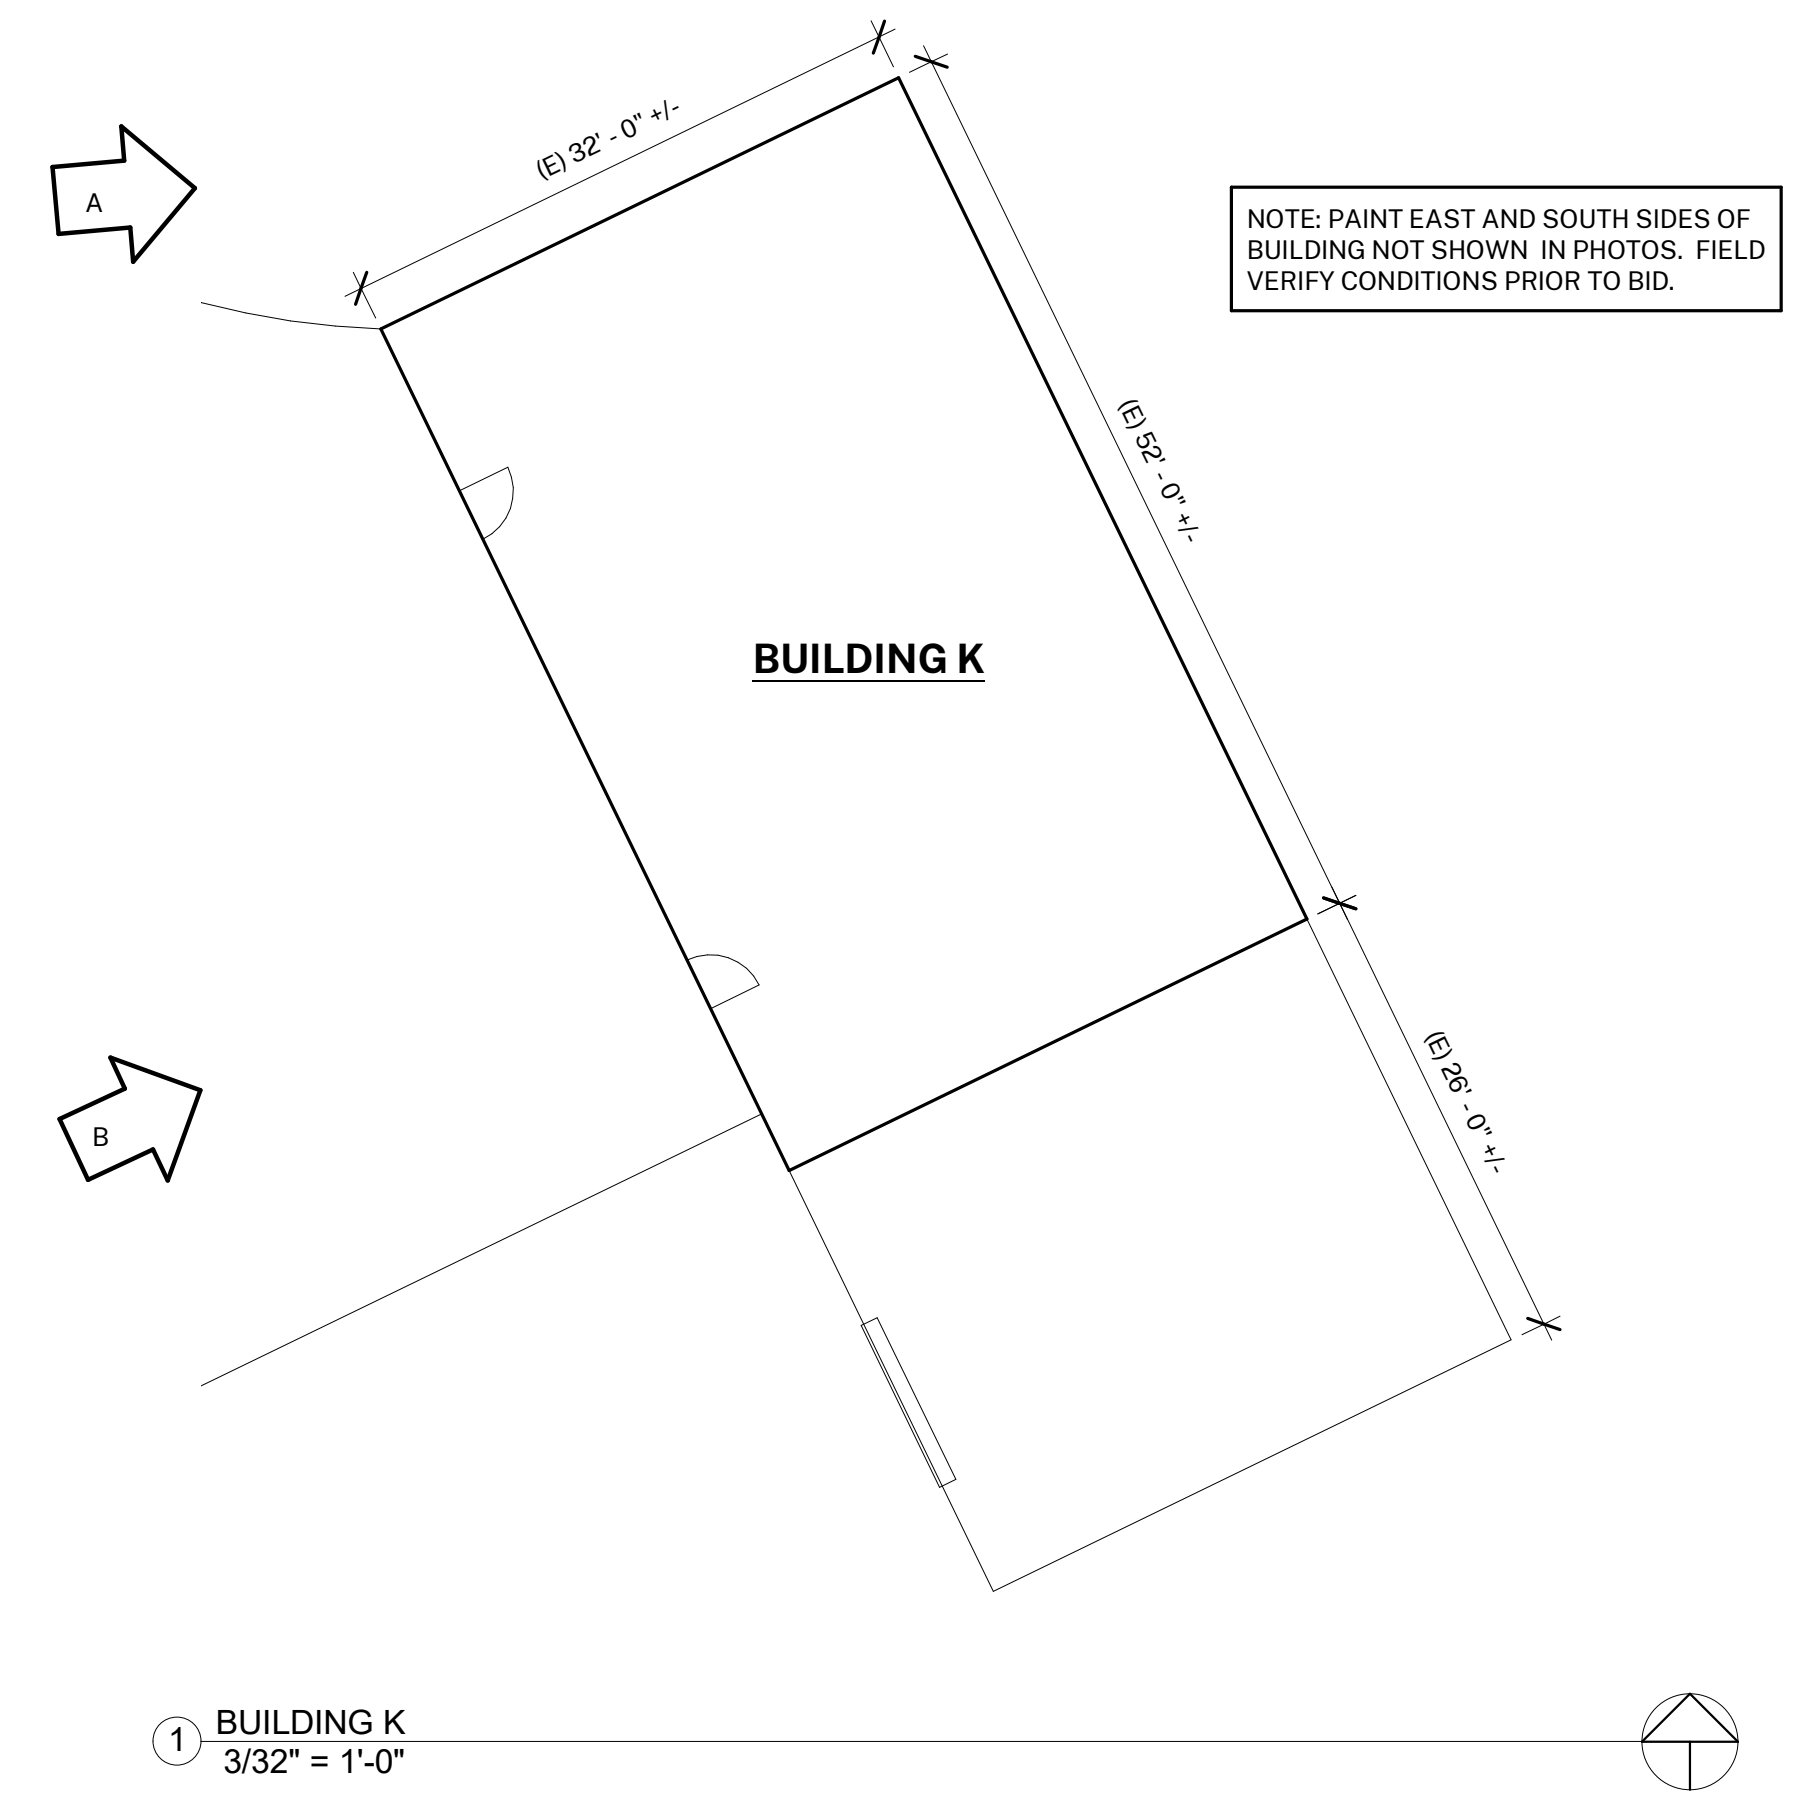 (E) 32' - 0" +/-
A
NOTE: PAINT EAST AND SOUTH SIDES OF
BUILDING NOT SHOWN IN PHOTOS. FIELD
VERIFY CONDITIONS PRIOR TO BID.
(E) 52' - 0" +/-
BUILDING K
(E) 26' - 0" +/-
B
1
BUILDING K
3/32" = 1'-0"